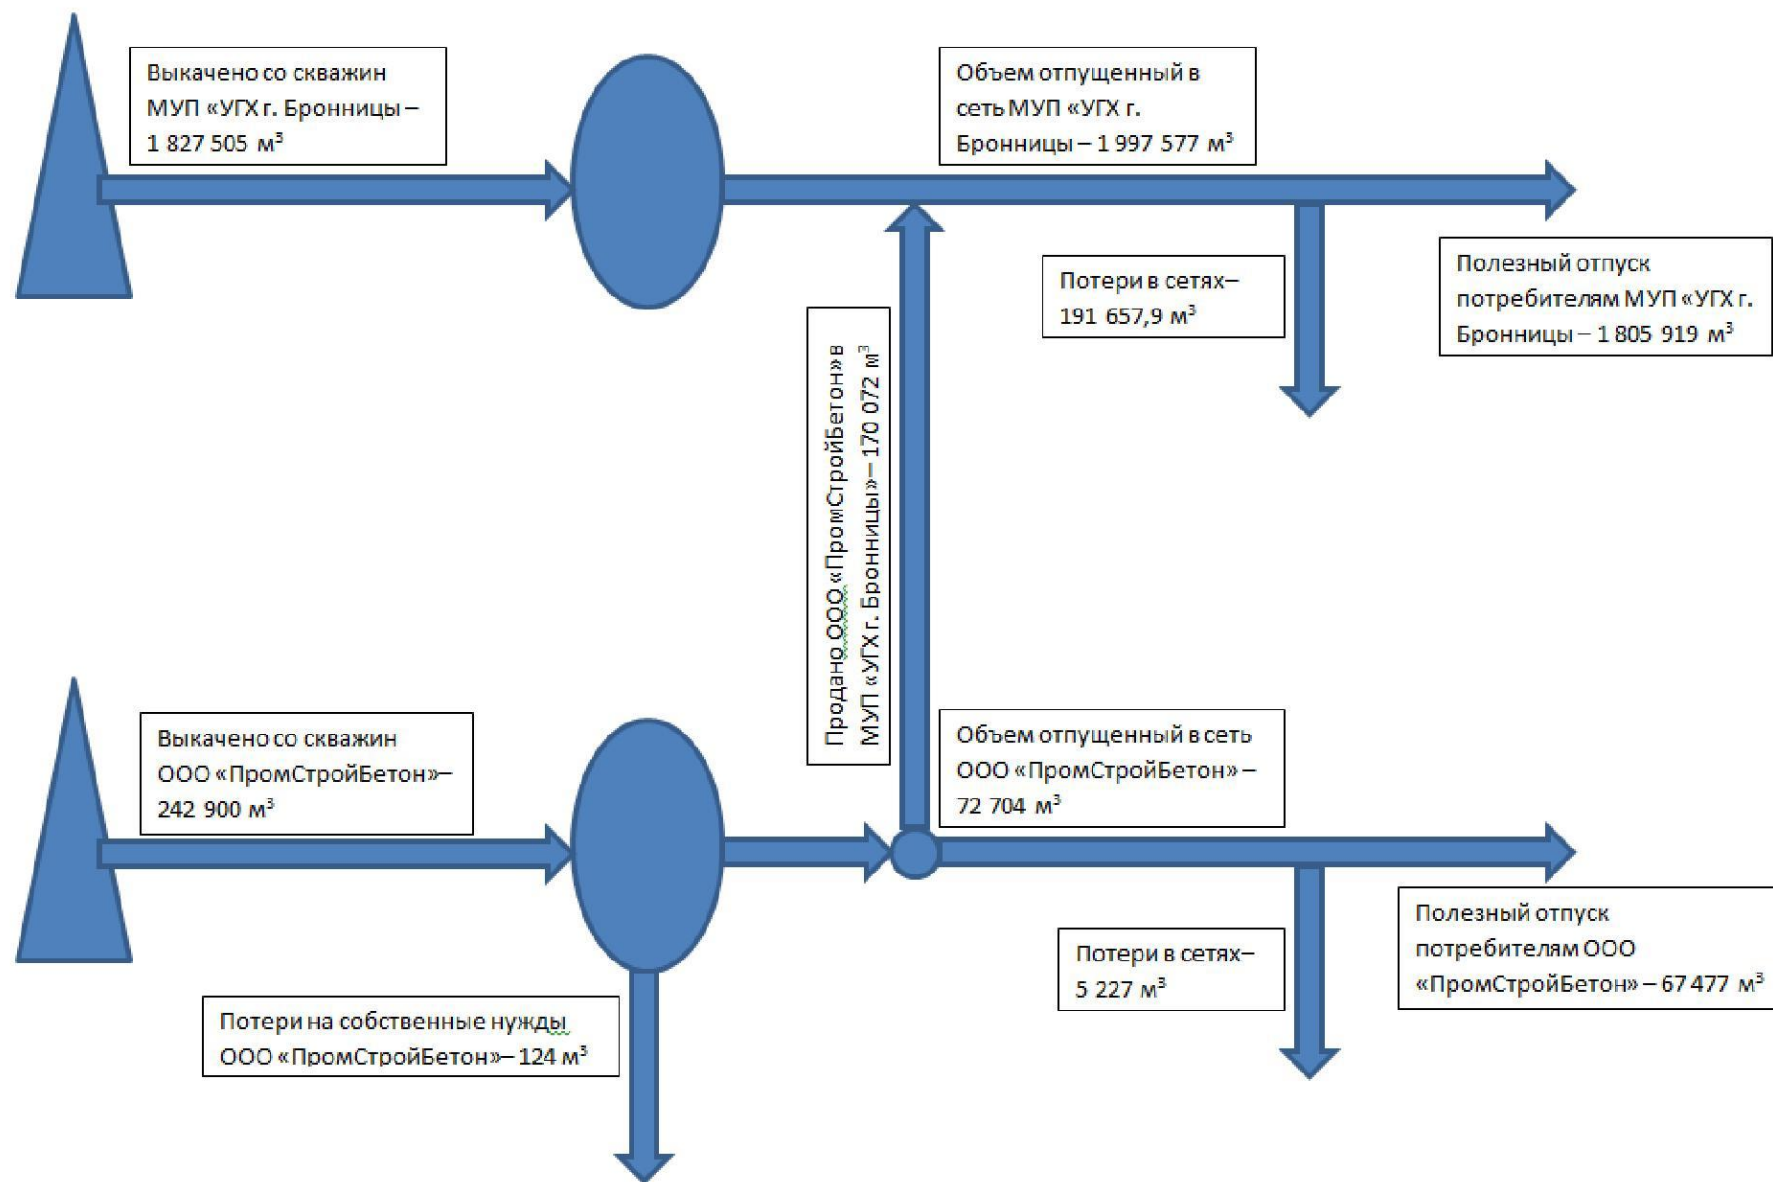 Выкачено со скважин
МУП «УГХ г. Бронницы –
1 827 505 м³
Объем отпущенный в
сеть МУП «УГХ г.
Бронницы – 1 997 577 м³
Потери в сетях–
191 657,9 м³
Полезный отпуск
потребителям МУП «УГХ г.
Бронницы – 1 805 919 м³
Продано ООО «ПромСтройБетон» в
МУП «УГХ г. Бронницы»– 170 072 м³
Выкачено со скважин
ООО «ПромСтройБетон»–
242 900 м³
Объем отпущенный в сеть
ООО «ПромСтройБетон» –
72 704 м³
Потери в сетях–
5 227 м³
Полезный отпуск
потребителям ООО
«ПромСтройБетон» – 67 477 м³
Потери на собственные нужды
ООО «ПромСтройБетон»– 124 м³